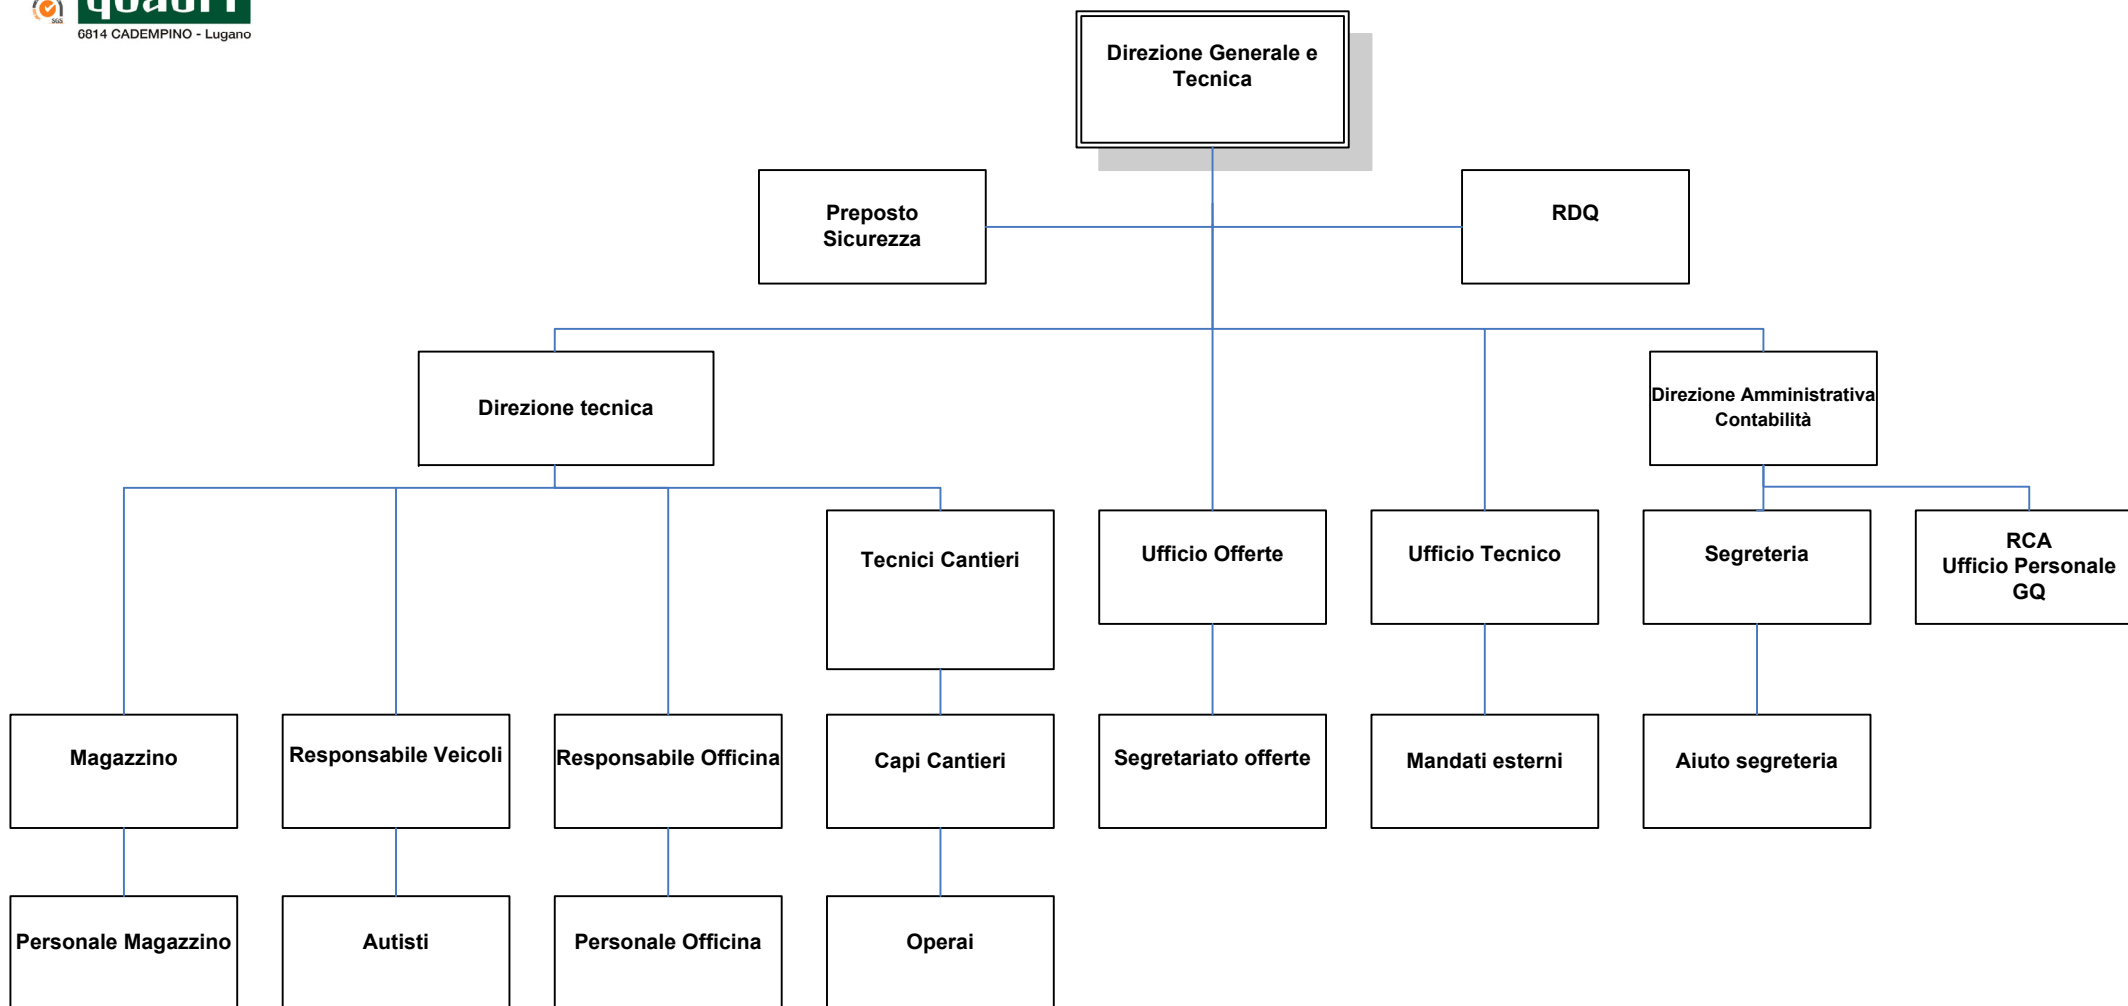 SGS
6814 CADEMPINO - Lugano
Direzione Generale e
Tecnica
Preposto
Sicurezza
RDQ
Direzione tecnica
Direzione Amministrativa
Contabilità
Tecnici Cantieri
Ufficio Offerte
Ufficio Tecnico
Segreteria
RCA
Ufficio Personale
GQ
Magazzino
Responsabile Veicoli
Responsabile Officina
Capi Cantieri
Segretariato offerte
Mandati esterni
Aiuto segreteria
Personale Magazzino
Autisti
Personale Officina
Operai